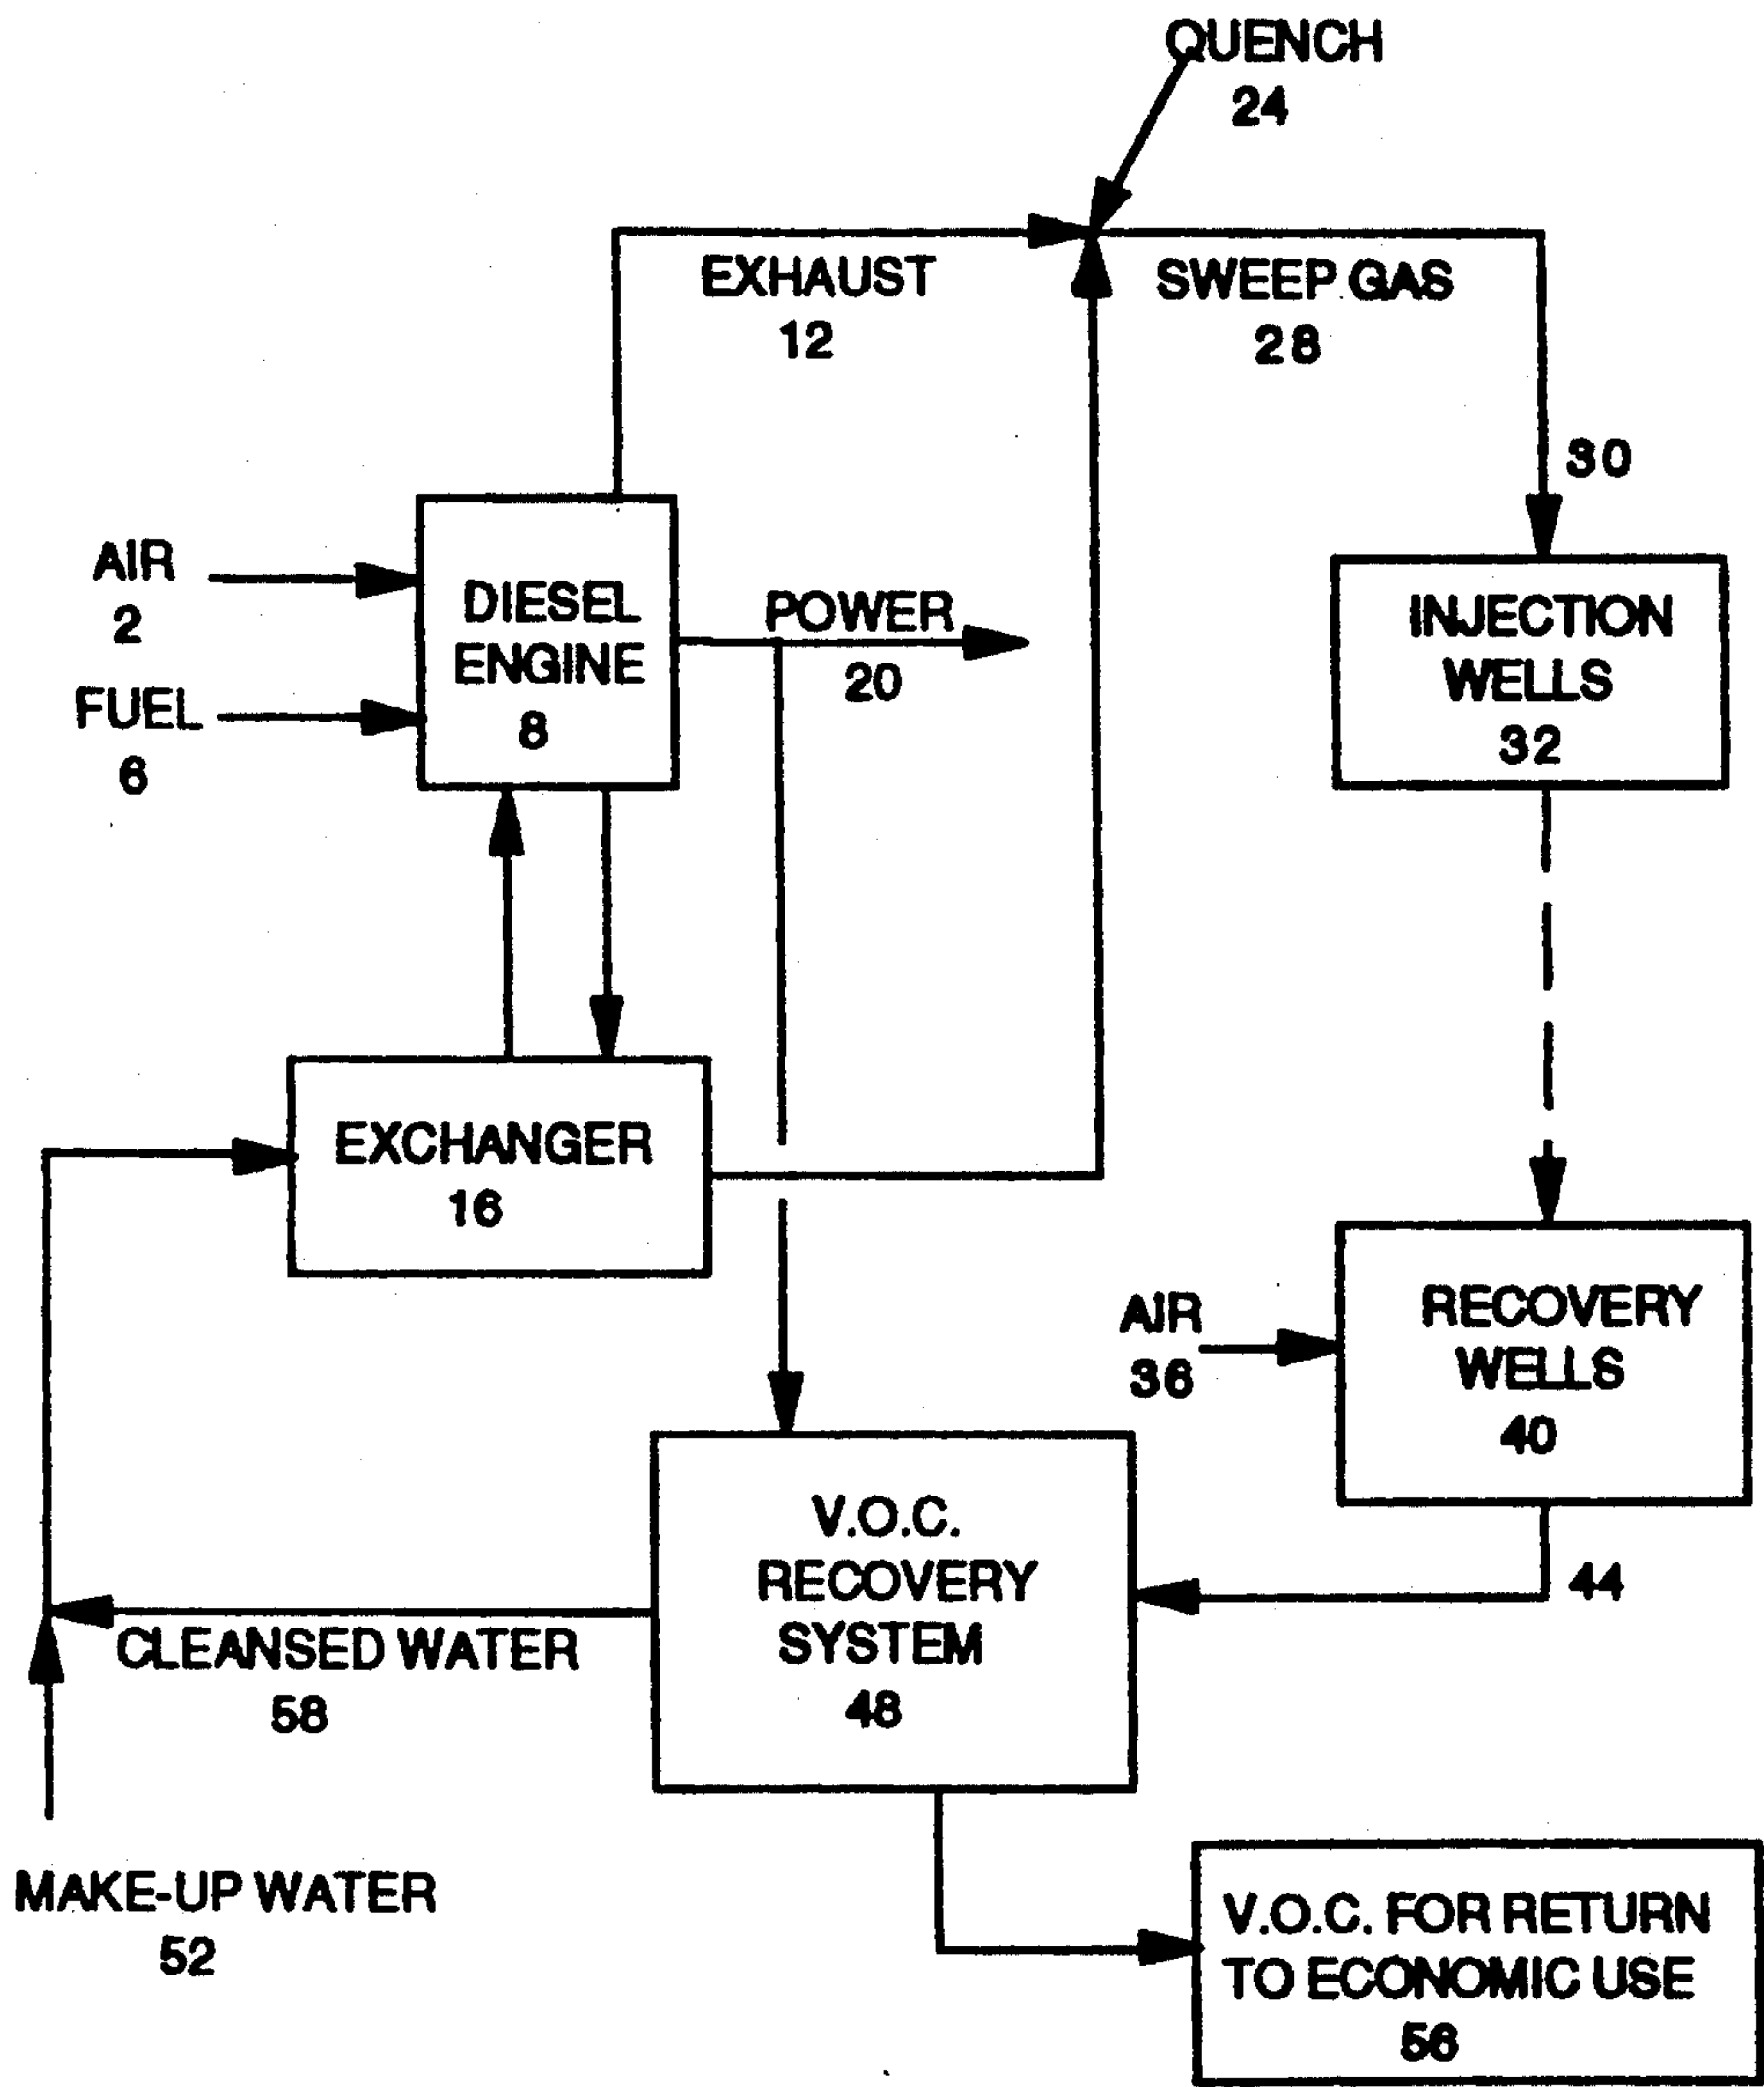 QUENCH
24
EXHAUST
12
SWEEP GAS
28
30
AIR
2
FUEL
6
DIESEL
ENGINE
8
POWER
20
INJECTION
WELLS
32
EXCHANGER
16
AIR
36
RECOVERY
WELLS
40
44
V.O.C.
RECOVERY
SYSTEM
48
CLEANSED WATER
58
MAKE-UP WATER
52
V.O.C. FOR RETURN
TO ECONOMIC USE
56